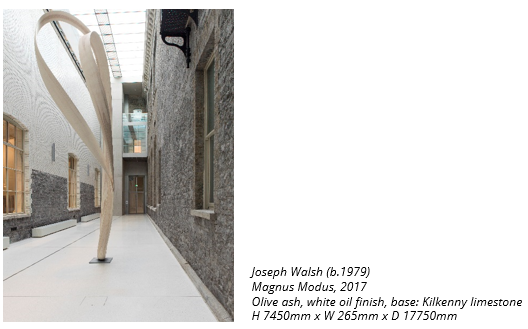 Joseph Walsh (b.1979)
Magnus Modus, 2017
Olive ash, white oil finish, base: Kilkenny limestone
H 7450mm x W 265mm x D 17750mm